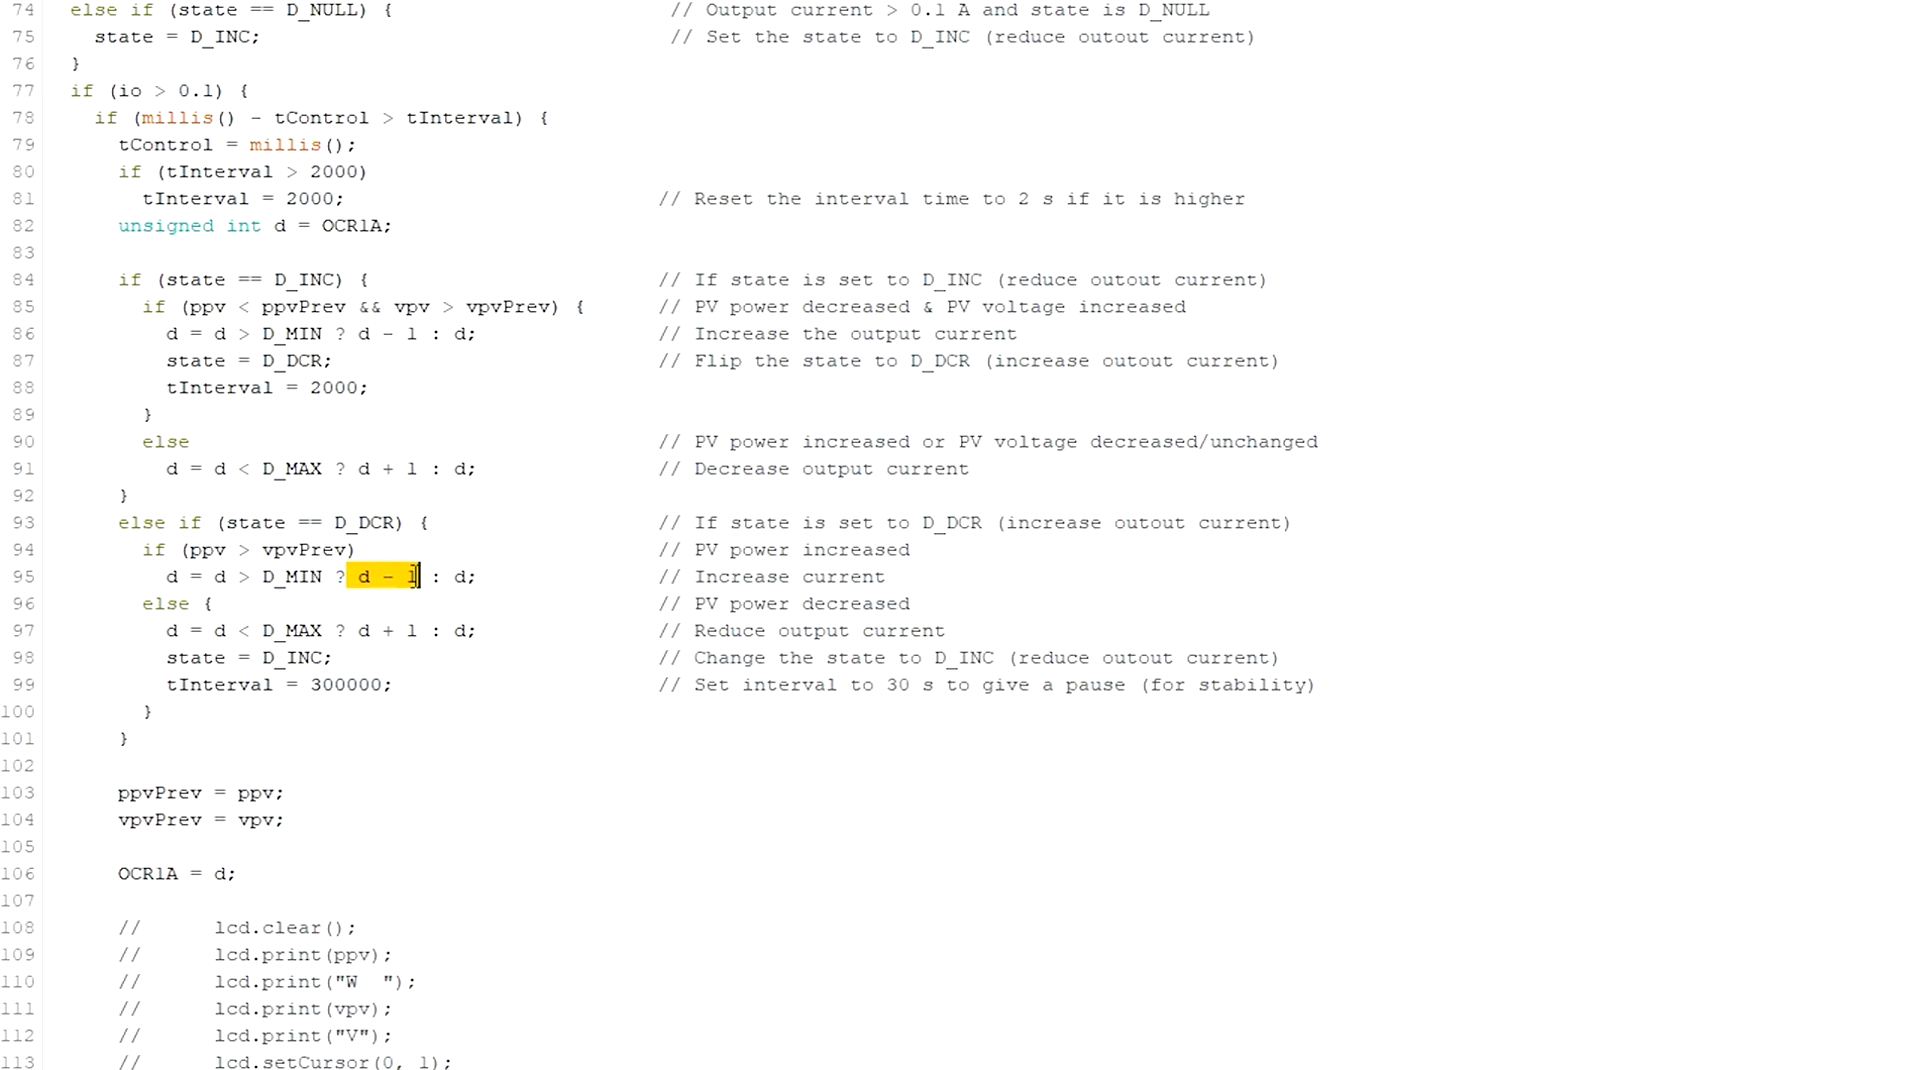 74 else if (state == D_NULL) { // Output current > 0.1 A and state is D_NULL
75 state = D_INC; // Set the state to D_INC (reduce outout current)
76 }
77 if (io > 0.1) {
78 if (millis() - tControl > tInterval) {
79 tControl = millis();
80 if (tInterval > 2000)
81 tInterval = 2000; // Reset the interval time to 2 s if it is higher
82 unsigned int d = OCR1A;
83
84 if (state == D_INC) { // If state is set to D_INC (reduce outout current)
85 if (ppv < ppvPrev && vpv > vpvPrev) { // PV power decreased & PV voltage increased
86 d = d > D_MIN ? d - 1 : d; // Increase the output current
87 state = D_DCR; // Flip the state to D_DCR (increase outout current)
88 tInterval = 2000;
89 }
90 else // PV power increased or PV voltage decreased/unchanged
91 d = d < D_MAX ? d + 1 : d; // Decrease output current
92 }
93 else if (state == D_DCR) { // If state is set to D_DCR (increase outout current)
94 if (ppv > vpvPrev) // PV power increased
95 d = d > D_MIN ? d - 1 : d; // Increase current
96 else { // PV power decreased
97 d = d < D_MAX ? d + 1 : d; // Reduce output current
98 state = D_INC; // Change the state to D_INC (reduce outout current)
99 tInterval = 300000; // Set interval to 30 s to give a pause (for stability)
100 }
101 }
102
103 ppvPrev = ppv;
104 vpvPrev = vpv;
105
106 OCR1A = d;
107
108 // lcd.clear();
109 // lcd.print(ppv);
110 // lcd.print("W  ");
111 // lcd.print(vpv);
112 // lcd.print("V");
113 // lcd.setCursor(0, 1);